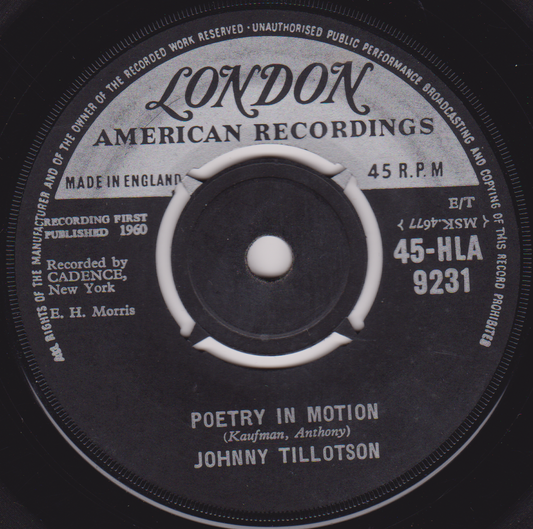 ALL RIGHTS OF THE MANUFACTURER AND OF THE OWNER OF THE RECORDED WORK RESERVED · UNAUTHORISED PUBLIC PERFORMANCE BROADCASTING AND COPYING OF THIS RECORD PROHIBITED
LONDON
AMERICAN RECORDINGS
MADE IN ENGLAND
45 R.P.M
RECORDING FIRST
PUBLISHED 1960
E/T
{ MSK.4677 }
Recorded by
CADENCE,
New York
45-HLA
9231
E. H. Morris
POETRY IN MOTION
(Kaufman, Anthony)
JOHNNY TILLOTSON